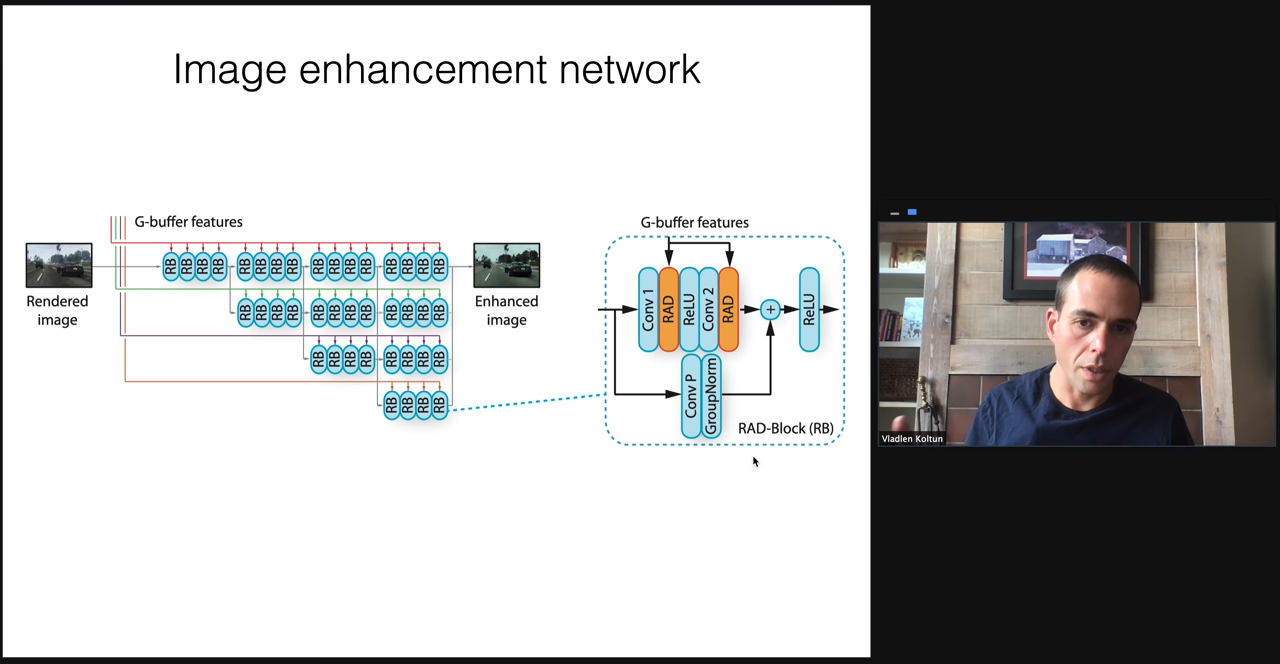 Image enhancement network
G-buffer features
RB RB RB RB RB RB RB RB RB RB RB RB RB RB RB RB
Rendered
image
Enhanced
image
RB RB RB RB RB RB RB RB RB RB RB RB
RB RB RB RB RB RB RB RB
RB RB RB RB
G-buffer features
Conv 1
RAD
ReLU
Conv 2
RAD
+
ReLU
Conv P
GroupNorm
RAD-Block (RB)
Vladlen Koltun